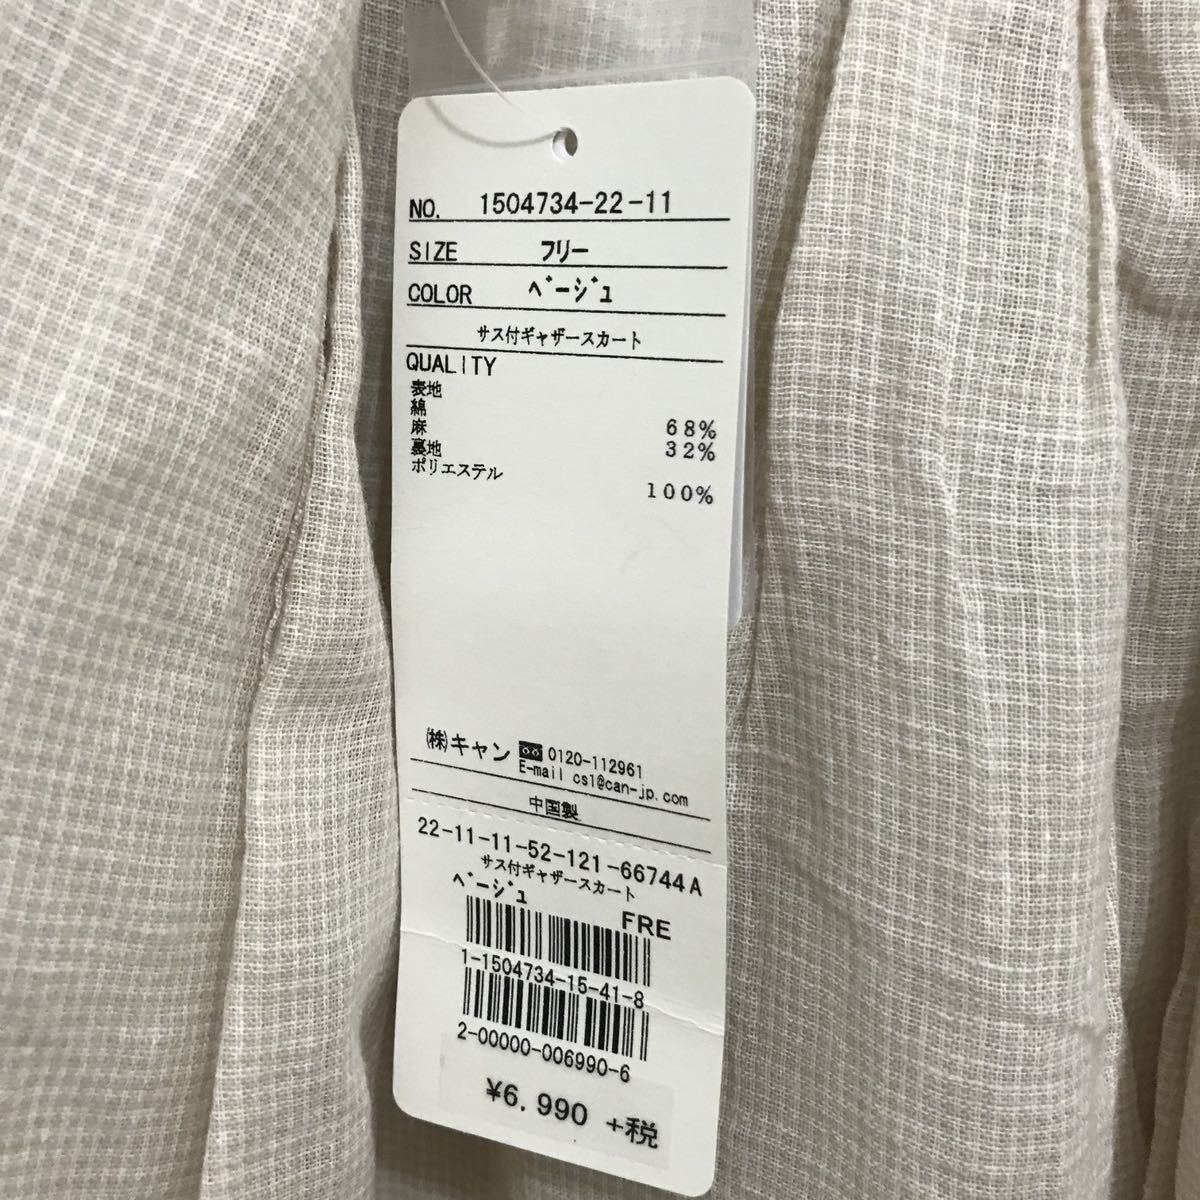 NO. 1504734-22-11
SIZE フリー
COLOR ベージュ
サス付ギャザースカート
QUALITY
表地
綿 68%
麻 32%
裏地
ポリエステル 100%
(株)キャン 0120-112961
E-mail cs1@can-jp.com
中国製
22-11-11-52-121-66744A
サス付ギャザースカート
ベージュ FRE
1-1504734-15-41-8
2-00000-006990-6
¥6,990 +税